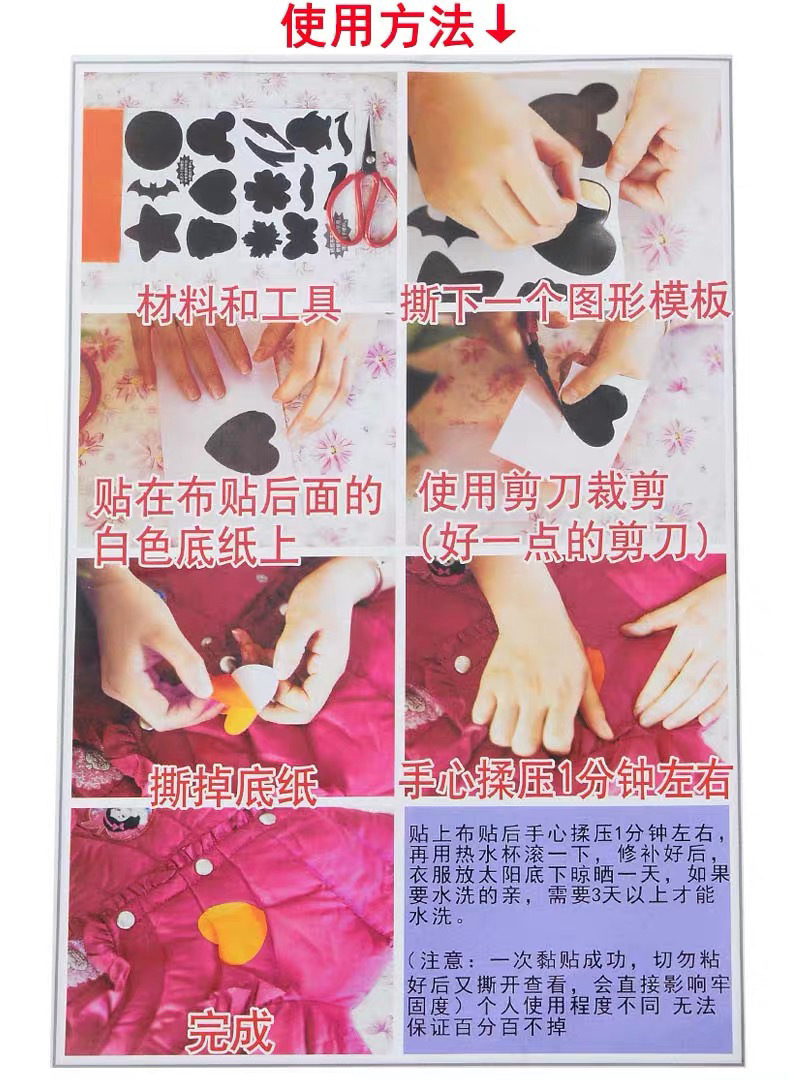 使用方法↓
材料和工具
撕下一个图形模板
贴在布贴后面的
白色底纸上
使用剪刀裁剪
（好一点的剪刀）
撕掉底纸
手心揉压1分钟左右
完成
贴上布贴后手心揉压1分钟左右，
再用热水杯滚一下，修补好后，
衣服放太阳底下晾晒一天，如果
要水洗的亲，需要3天以上才能
水洗。
（注意：一次黏贴成功，切勿粘
好后又撕开查看，会直接影响牢
固度）个人使用程度不同 无法
保证百分百不掉